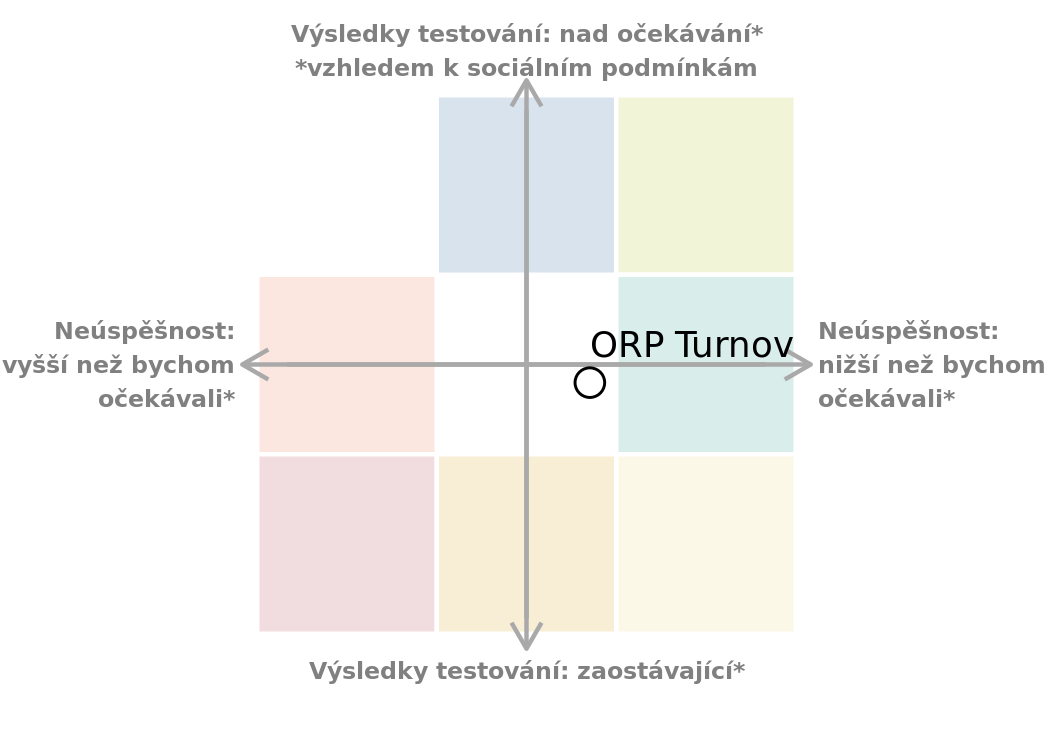 Výsledky testování: nad očekávání*
*vzhledem k sociálním podmínkám
ORP Turnov
Neúspěšnost:
vyšší než bychom
očekávali*
Neúspěšnost:
nižší než bychom
očekávali*
Výsledky testování: zaostávající*